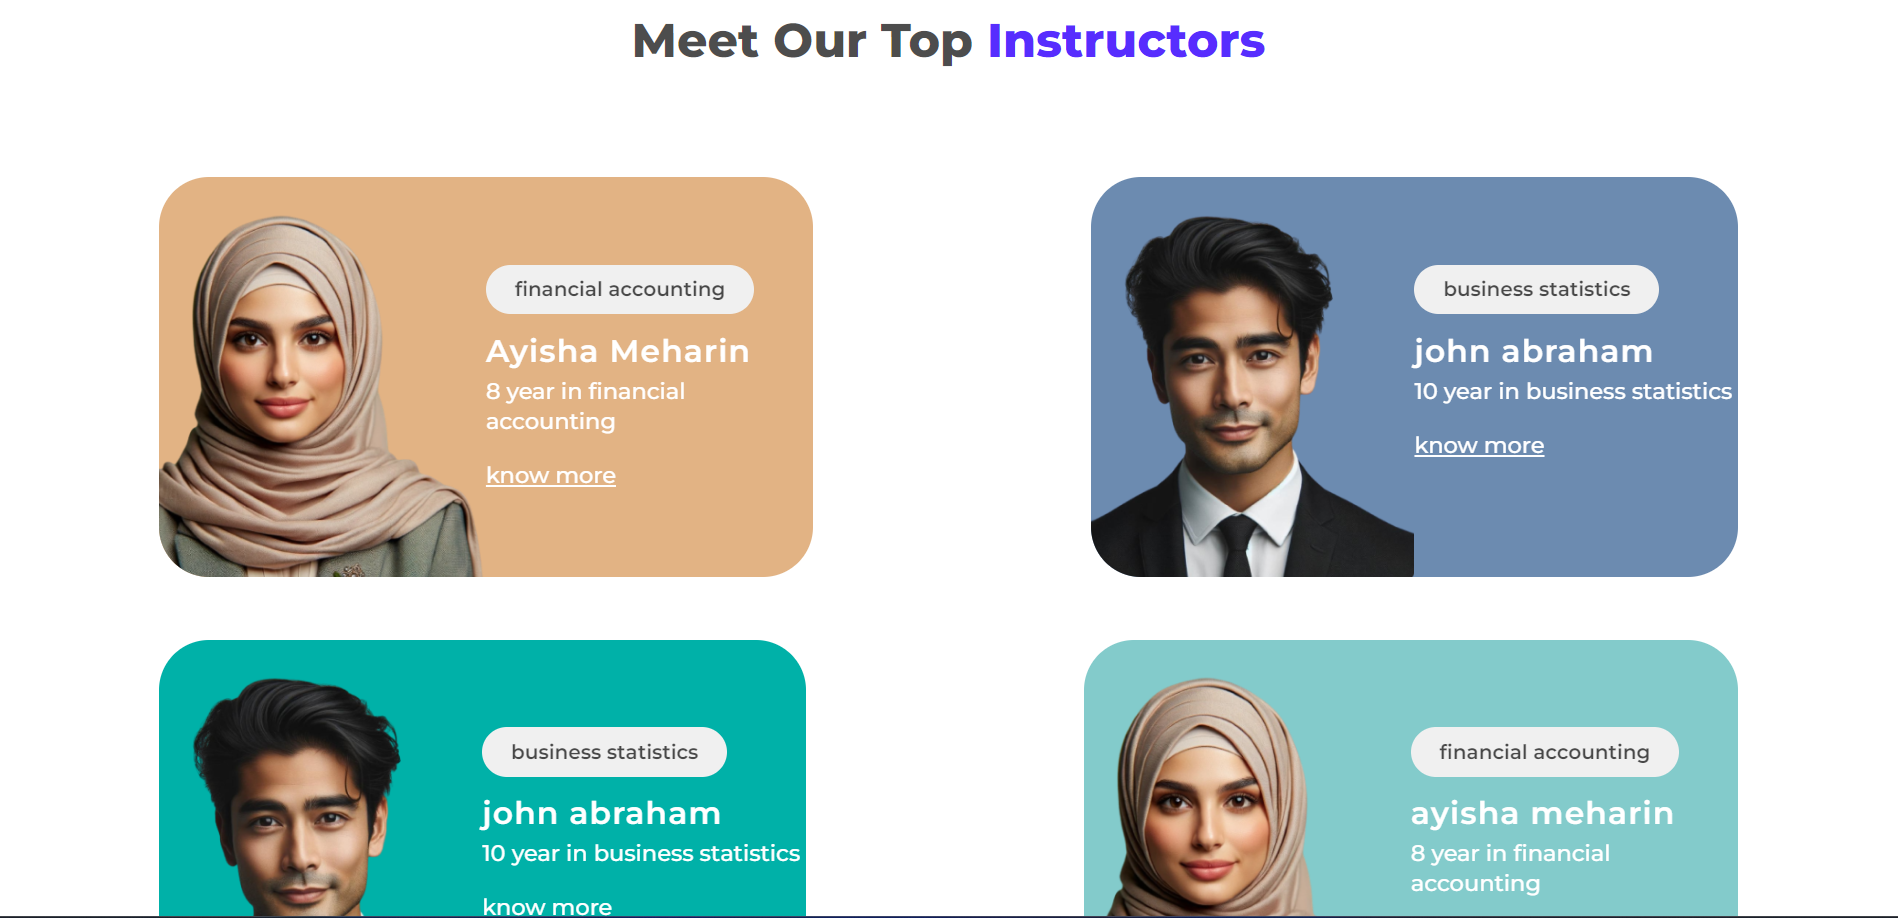 Meet Our Top Instructors
financial accounting
Ayisha Meharin
8 year in financial
accounting
know more
business statistics
john abraham
10 year in business statistics
know more
business statistics
john abraham
10 year in business statistics
know more
financial accounting
ayisha meharin
8 year in financial
accounting